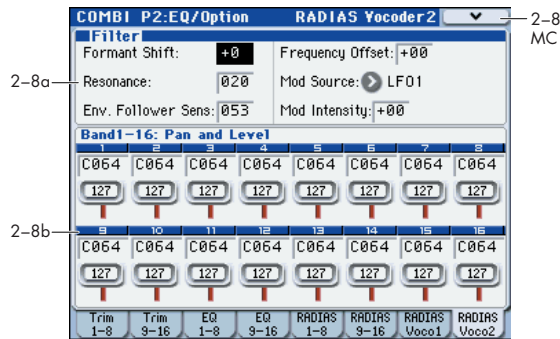 COMBI P2:EQ/Option RADIAS Vocoder2
2-8
MC
Filter
Formant Shift: +0 Frequency Offset: +00
2-8a
Resonance: 020 Mod Source: LFO1
Env. Follower Sens: 053 Mod Intensity: +00
Band1-16: Pan and Level
1 2 3 4 5 6 7 8
C064 C064 C064 C064 C064 C064 C064 C064
127 127 127 127 127 127 127 127
2-8b
9 10 11 12 13 14 15 16
C064 C064 C064 C064 C064 C064 C064 C064
127 127 127 127 127 127 127 127
Trim Trim EQ EQ RADIAS RADIAS RADIAS RADIAS
1-8 9-16 1-8 9-16 1-8 9-16 Voco1 Voco2